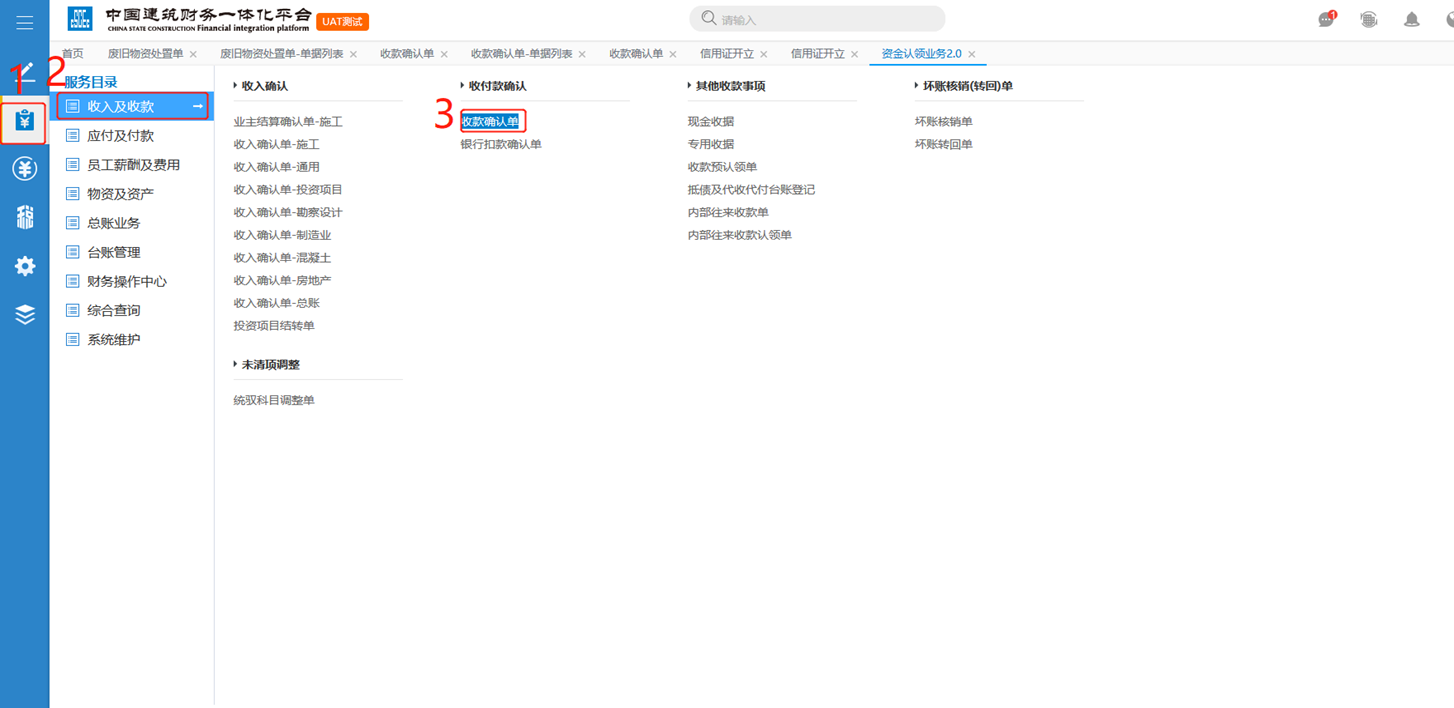 中国建筑财务一体化平台
CHINA STATE CONSTRUCTION Financial integration platform
UAT测试
请输入
1
首页
废旧物资处置单
废旧物资处置单-单据列表
收款确认单
收款确认单-单据列表
收款确认单
信用证开立
信用证开立
资金认领业务2.0
1
2
服务目录
收入及收款
应付及付款
员工薪酬及费用
物资及资产
总账业务
台账管理
财务操作中心
综合查询
系统维护
收入确认
业主结算确认单-施工
收入确认单-施工
收入确认单-通用
收入确认单-投资项目
收入确认单-勘察设计
收入确认单-制造业
收入确认单-混凝土
收入确认单-房地产
收入确认单-总账
投资项目结转单
未清项调整
统驭科目调整单
收付款确认
3
收款确认单
银行扣款确认单
其他收款事项
现金收据
专用收据
收款预认领单
抵债及代收代付台账登记
内部往来收款单
内部往来收款认领单
坏账核销(转回)单
坏账核销单
坏账转回单